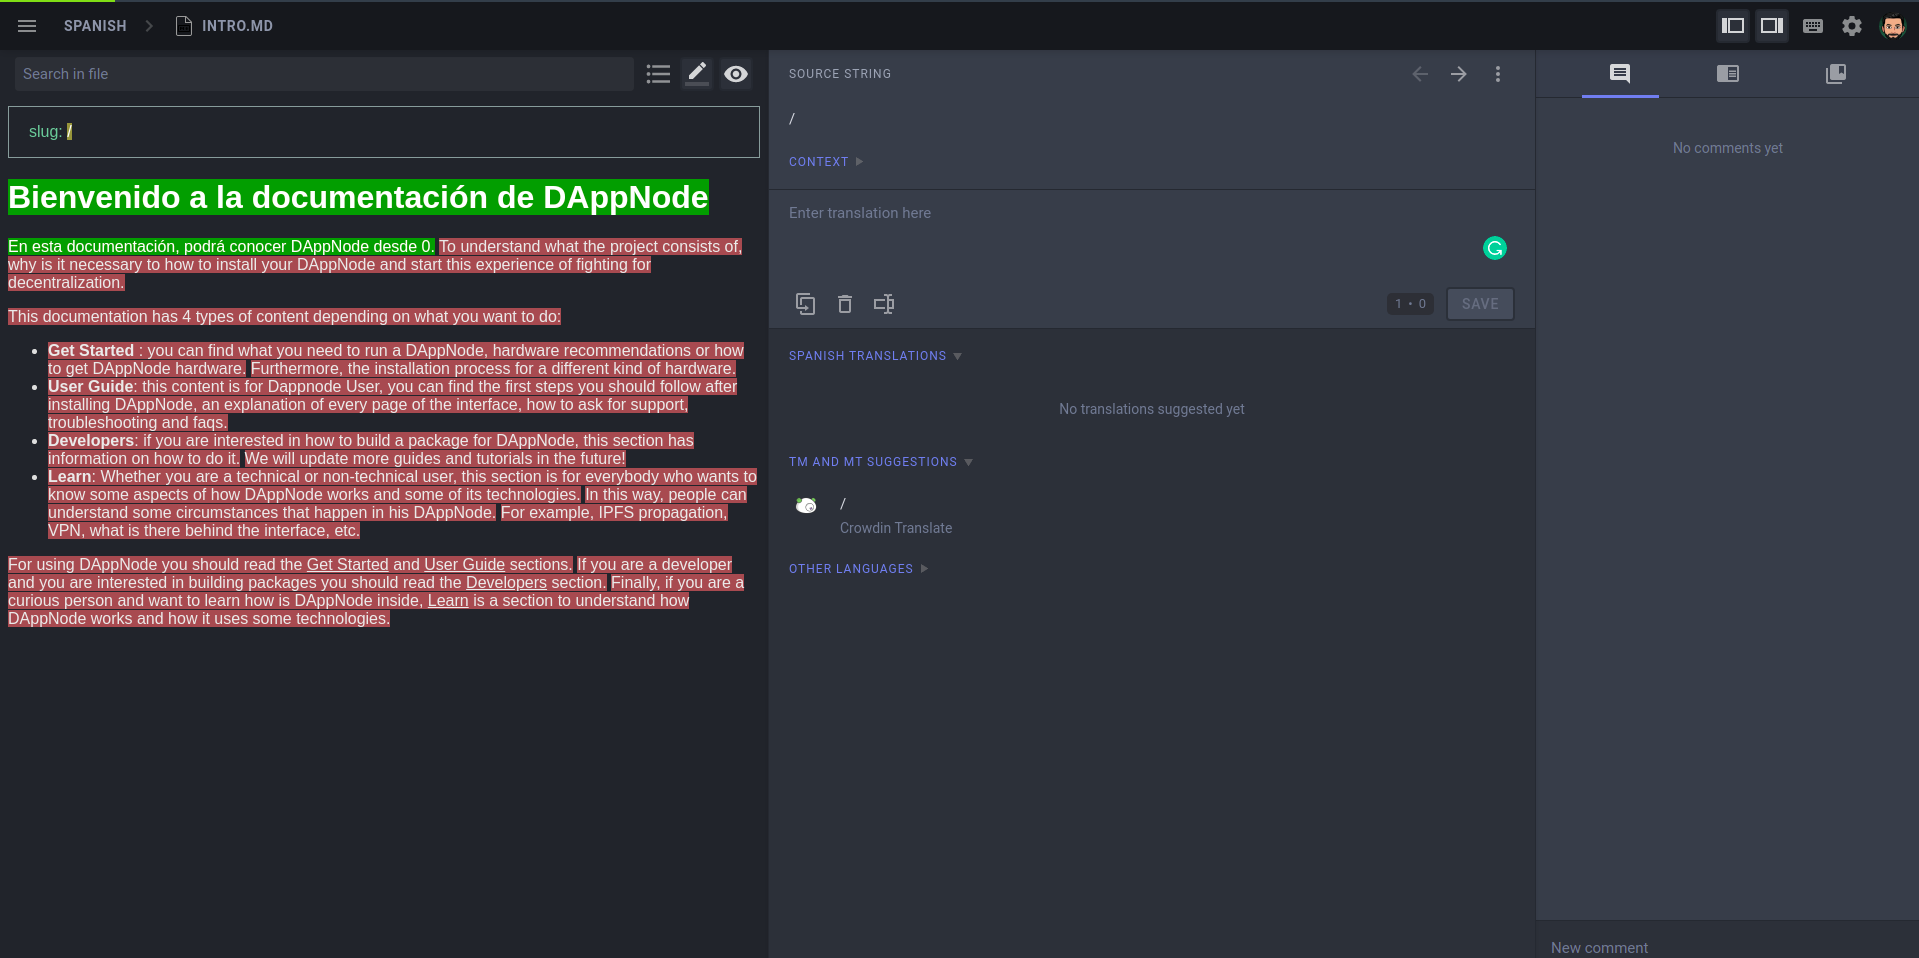 SPANISH INTRO.MD
Search in file
slug: /
Bienvenido a la documentación de DAppNode
En esta documentación, podrá conocer DAppNode desde 0. To understand what the project consists of,
why is it necessary to how to install your DAppNode and start this experience of fighting for
decentralization.
This documentation has 4 types of content depending on what you want to do:
Get Started : you can find what you need to run a DAppNode, hardware recommendations or how
to get DAppNode hardware. Furthermore, the installation process for a different kind of hardware.
User Guide: this content is for Dappnode User, you can find the first steps you should follow after
installing DAppNode, an explanation of every page of the interface, how to ask for support,
troubleshooting and faqs.
Developers: if you are interested in how to build a package for DAppNode, this section has
information on how to do it. We will update more guides and tutorials in the future!
Learn: Whether you are a technical or non-technical user, this section is for everybody who wants to
know some aspects of how DAppNode works and some of its technologies. In this way, people can
understand some circumstances that happen in his DAppNode. For example, IPFS propagation,
VPN, what is there behind the interface, etc.
For using DAppNode you should read the Get Started and User Guide sections. If you are a developer
and you are interested in building packages you should read the Developers section. Finally, if you are a
curious person and want to learn how is DAppNode inside, Learn is a section to understand how
DAppNode works and how it uses some technologies.
SOURCE STRING
/
CONTEXT
Enter translation here
1 • 0 SAVE
SPANISH TRANSLATIONS
No translations suggested yet
TM AND MT SUGGESTIONS
/
Crowdin Translate
OTHER LANGUAGES
No comments yet
New comment